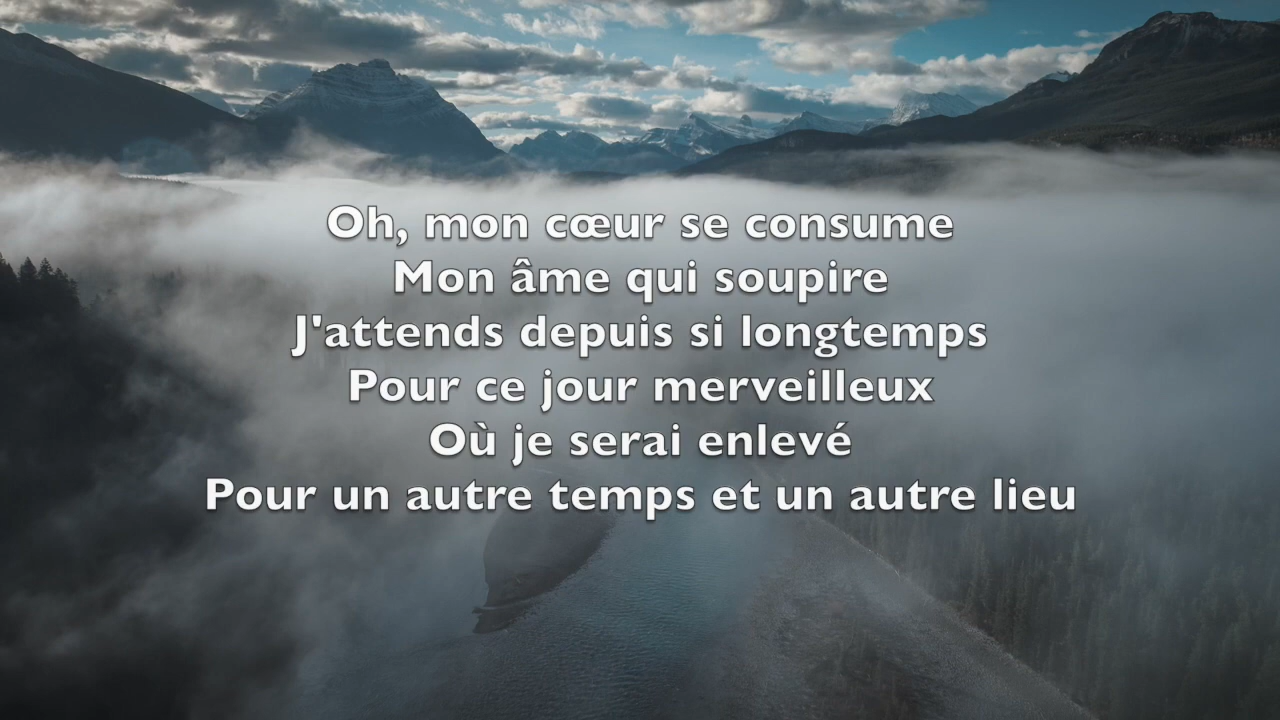 Oh, mon cœur se consume
Mon âme qui soupire
J'attends depuis si longtemps
Pour ce jour merveilleux
Où je serai enlevé
Pour un autre temps et un autre lieu